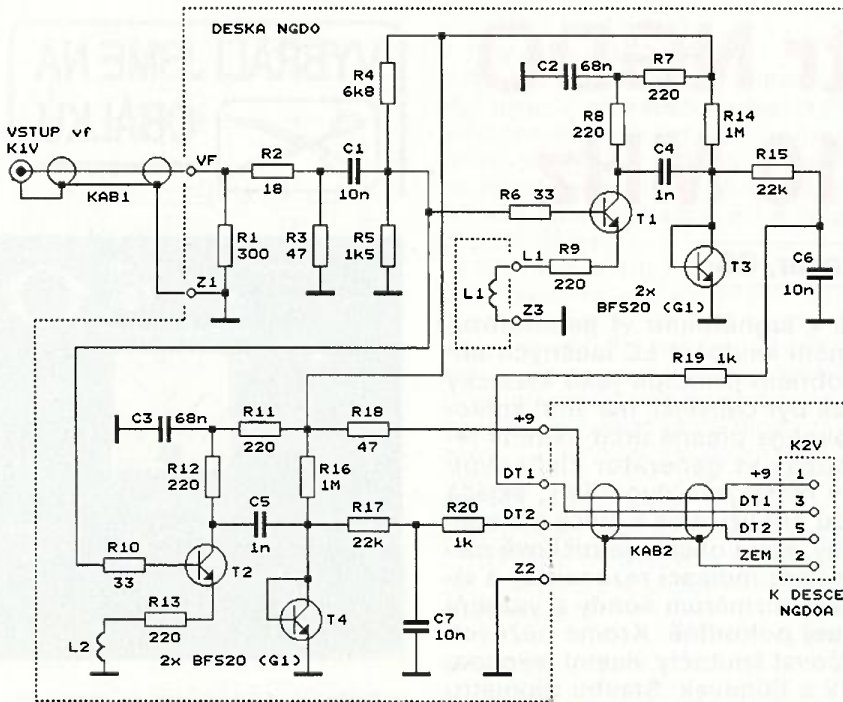 DESKA NGDO
VSTUP vf
K1V
KAB1
VF
Z1
R1
300
R2
18
R3
47
C1
10n
R4
6k8
R5
1k5
C2 68n
R7
220
R8
220
R14
1M
C4
1n
R15
22k
R6 33
T1
R9
220
L1
L1
Z3
T3
2x
BFS20 (G1)
C6
10n
R19 1k
C3 68n
R11
220
R18
47
+9
R12
220
R16
1M
DT1
C5
1n
R17
22k
R20
1k
DT2
R10
33
T2
R13
220
L2
T4
2x BFS20 (G1)
C7
10n
Z2
KAB2
K2V
+9 1
DT1 3
DT2 5
ZEM 2
K DESCE
NGDOA